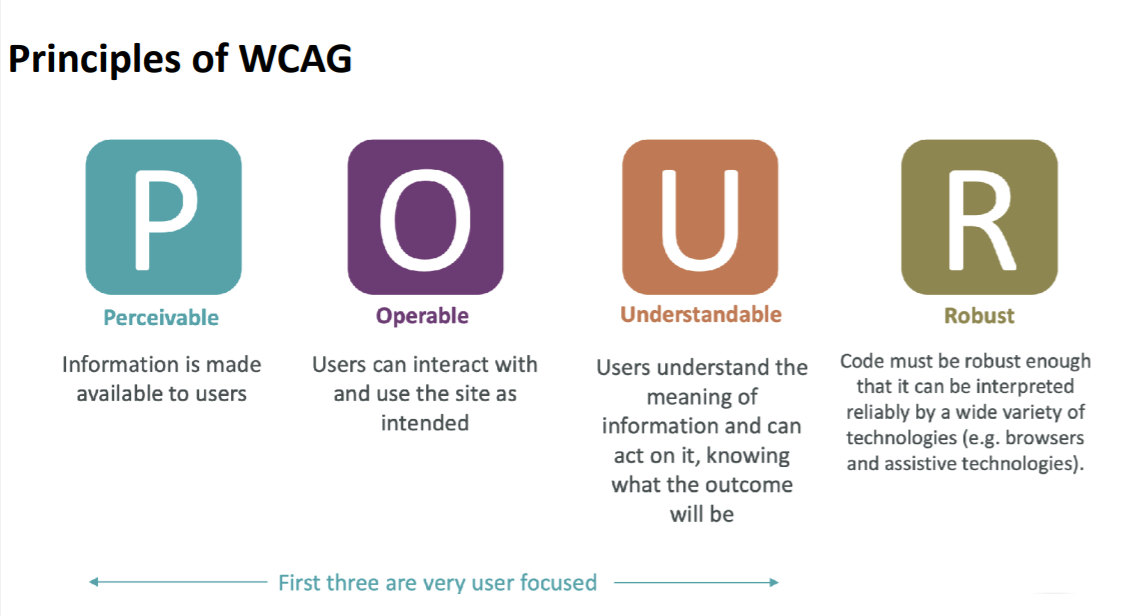 Principles of WCAG
P
Perceivable
Information is made
available to users
O
Operable
Users can interact with
and use the site as
intended
U
Understandable
Users understand the
meaning of
information and can
act on it, knowing
what the outcome
will be
R
Robust
Code must be robust enough
that it can be interpreted
reliably by a wide variety of
technologies (e.g. browsers
and assistive technologies).
First three are very user focused